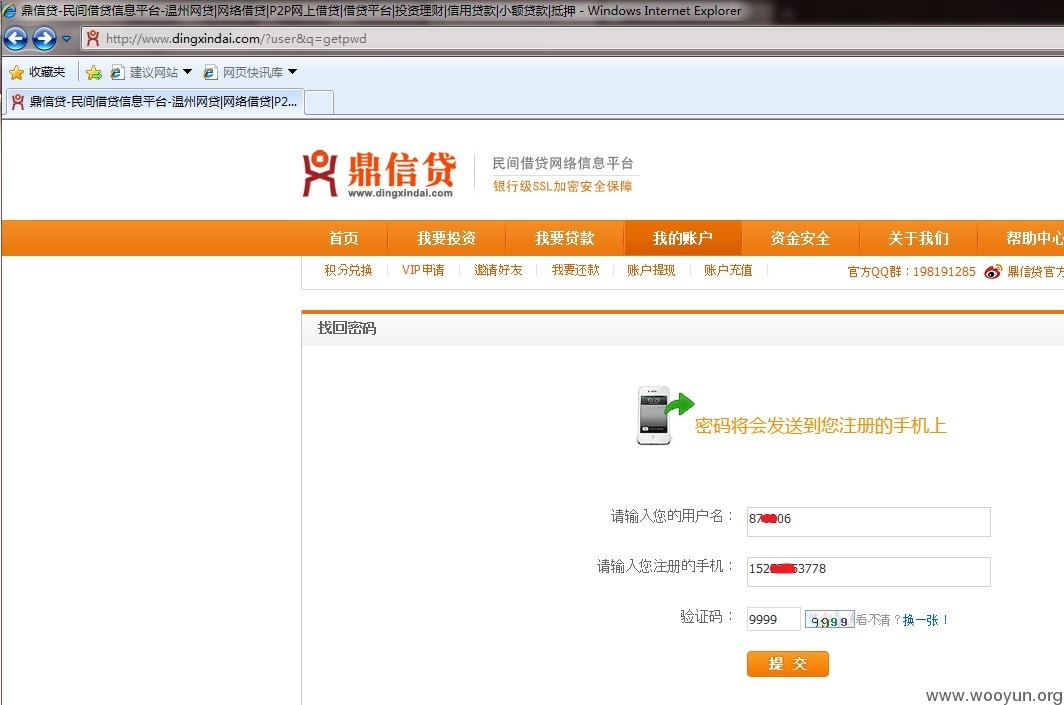 鼎信贷-民间借贷信息平台-温州网贷|网络借贷|P2P网上借贷|借贷平台|投资理财|信用贷款|小额贷款|抵押 - Windows Internet Explorer
http://www.dingxindai.com/?user&q=getpwd
收藏夹 建议网站 网页快讯库
鼎信贷-民间借贷信息平台-温州网贷|网络借贷|P2...
鼎信贷
www.dingxindai.com
民间借贷网络信息平台
银行级SSL加密安全保障
首页 我要投资 我要贷款 我的账户 资金安全 关于我们 帮助中心
积分兑换 VIP申请 邀请好友 我要还款 账户提现 账户充值 官方QQ群：198191285 鼎信贷官方
找回密码
密码将会发送到您注册的手机上
请输入您的用户名： 87 06
请输入您注册的手机： 152 53778
验证码： 9999 9999 看不清？换一张！
提 交
www.wooyun.org